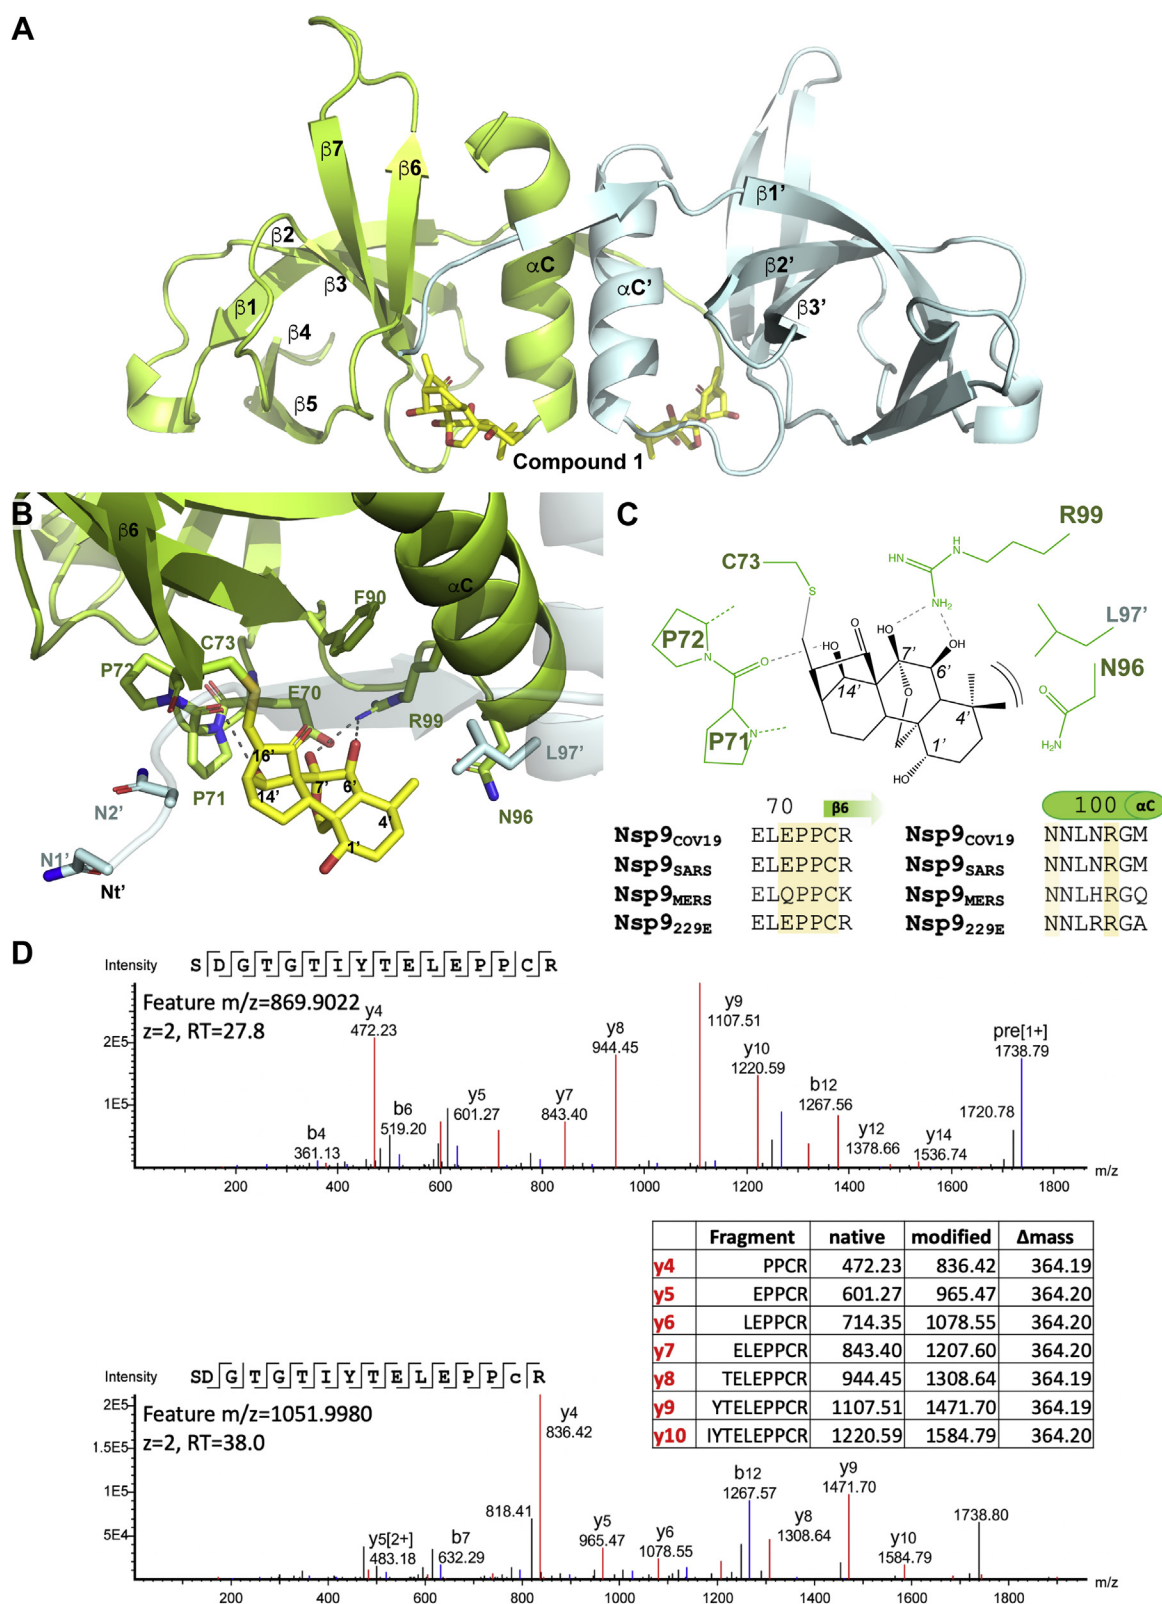 A
β7
β6
β1'
β2
αC
β2'
β3
αC'
β1
β3'
β4
β5
Compound 1
B
β6
αC
F90
C73
P72
E70
R99
16'
L97'
P71
7'
6'
14'
N2'
4'
N96
1'
N1'
Nt'
C
R99
C73
H
HN
N
S
NH2
L97'
O
HO
P72
HO
7'
OH
O
N
6'
N96
14'
O
O
4'
P71
N
1'
H2N
HO
70 β6
100 αC
Nsp9COV19 ELEPPCR Nsp9COV19 NNLNRGM
Nsp9SARS ELEPPCR Nsp9SARS NNLNRGM
Nsp9MERS ELQPPCK Nsp9MERS NNLHRGQ
Nsp9229E ELEPPCR Nsp9229E NNLRRGA
D
Intensity SDGTGTIYTELEPPCR
Feature m/z=869.9022
z=2, RT=27.8
y4
472.23
y9
1107.51
y8
944.45
pre[1+]
1738.79
2E5
y10
1220.59
b12
1267.56
y5
601.27
y7
843.40
1E5
b6
519.20
1720.78
b4
361.13
y12
1378.66
y14
1536.74
200 400 600 800 1000 1200 1400 1600 1800 m/z
Fragment native modified Δmass
y4 PPCR 472.23 836.42 364.19
y5 EPPCR 601.27 965.47 364.20
y6 LEPPCR 714.35 1078.55 364.20
y7 ELEPPCR 843.40 1207.60 364.20
y8 TELEPPCR 944.45 1308.64 364.19
y9 YTELEPPCR 1107.51 1471.70 364.19
y10 IYTELEPPCR 1220.59 1584.79 364.20
Intensity SDGTGTIYTELEPPcR
Feature m/z=1051.9980
z=2, RT=38.0
2E5
y4
836.42
1.5E5
b12
1267.57
y9
1471.70
1E5
818.41
1738.80
y5
965.47
y8
1308.64
5E4
y5[2+]
483.18
b7
632.29
y6
1078.55
y10
1584.79
200 400 600 800 1000 1200 1400 1600 1800 m/z